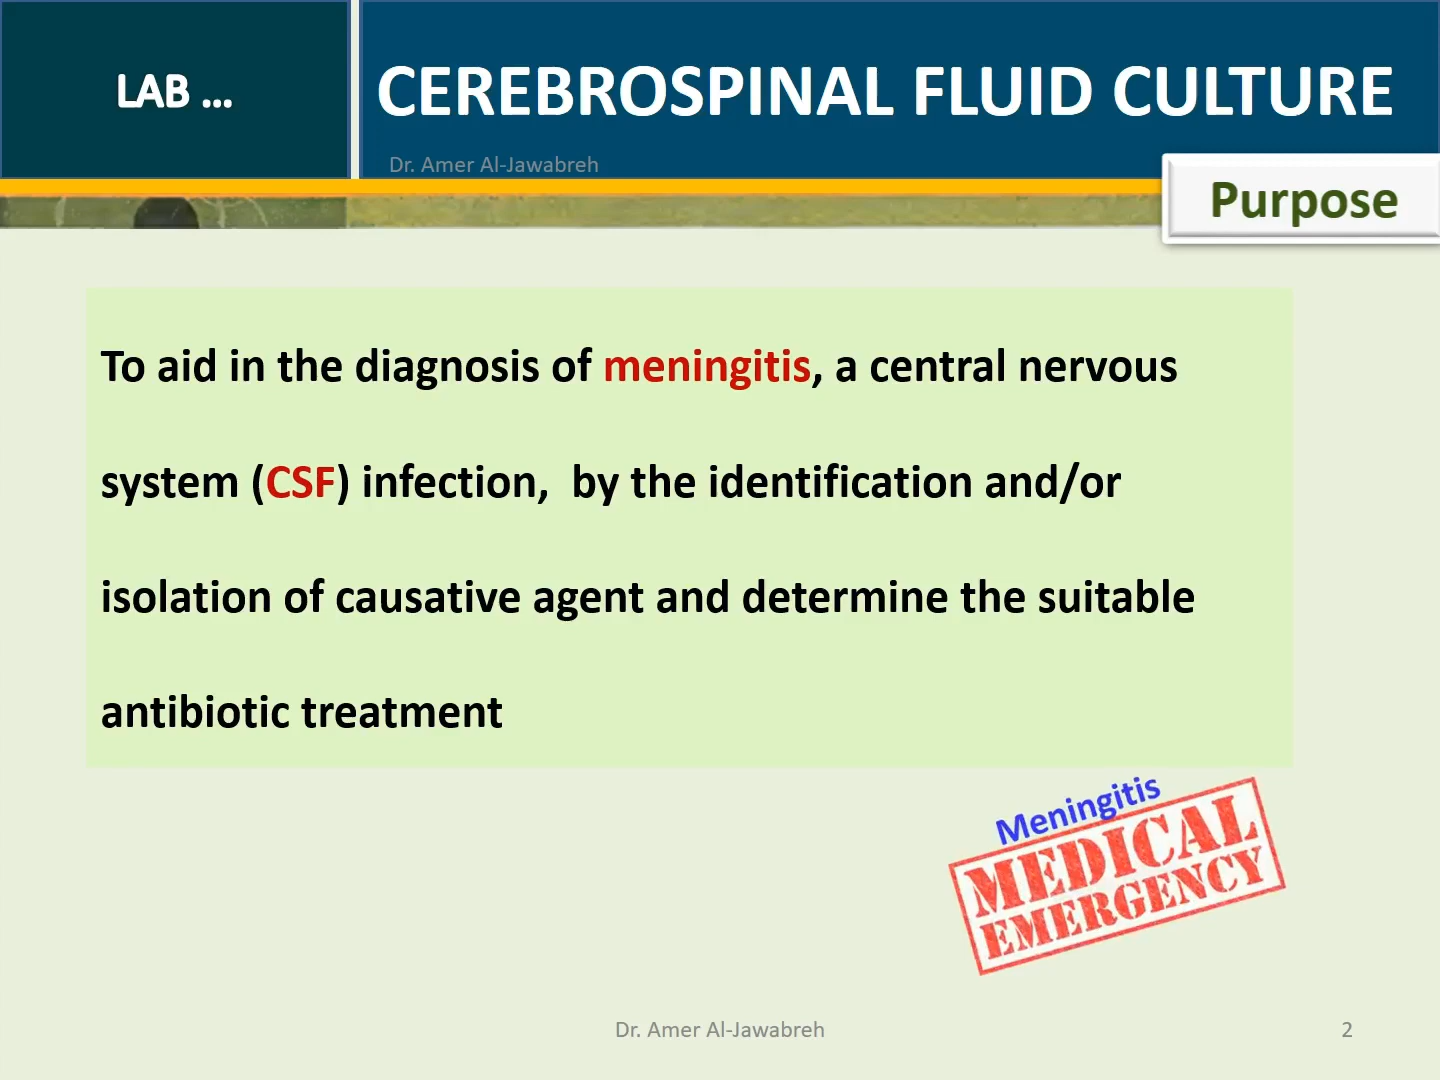 LAB ...
CEREBROSPINAL FLUID CULTURE
Dr. Amer Al-Jawabreh
Purpose
To aid in the diagnosis of meningitis, a central nervous
system (CSF) infection,  by the identification and/or
isolation of causative agent and determine the suitable
antibiotic treatment
Meningitis
MEDICAL
EMERGENCY
Dr. Amer Al-Jawabreh
2